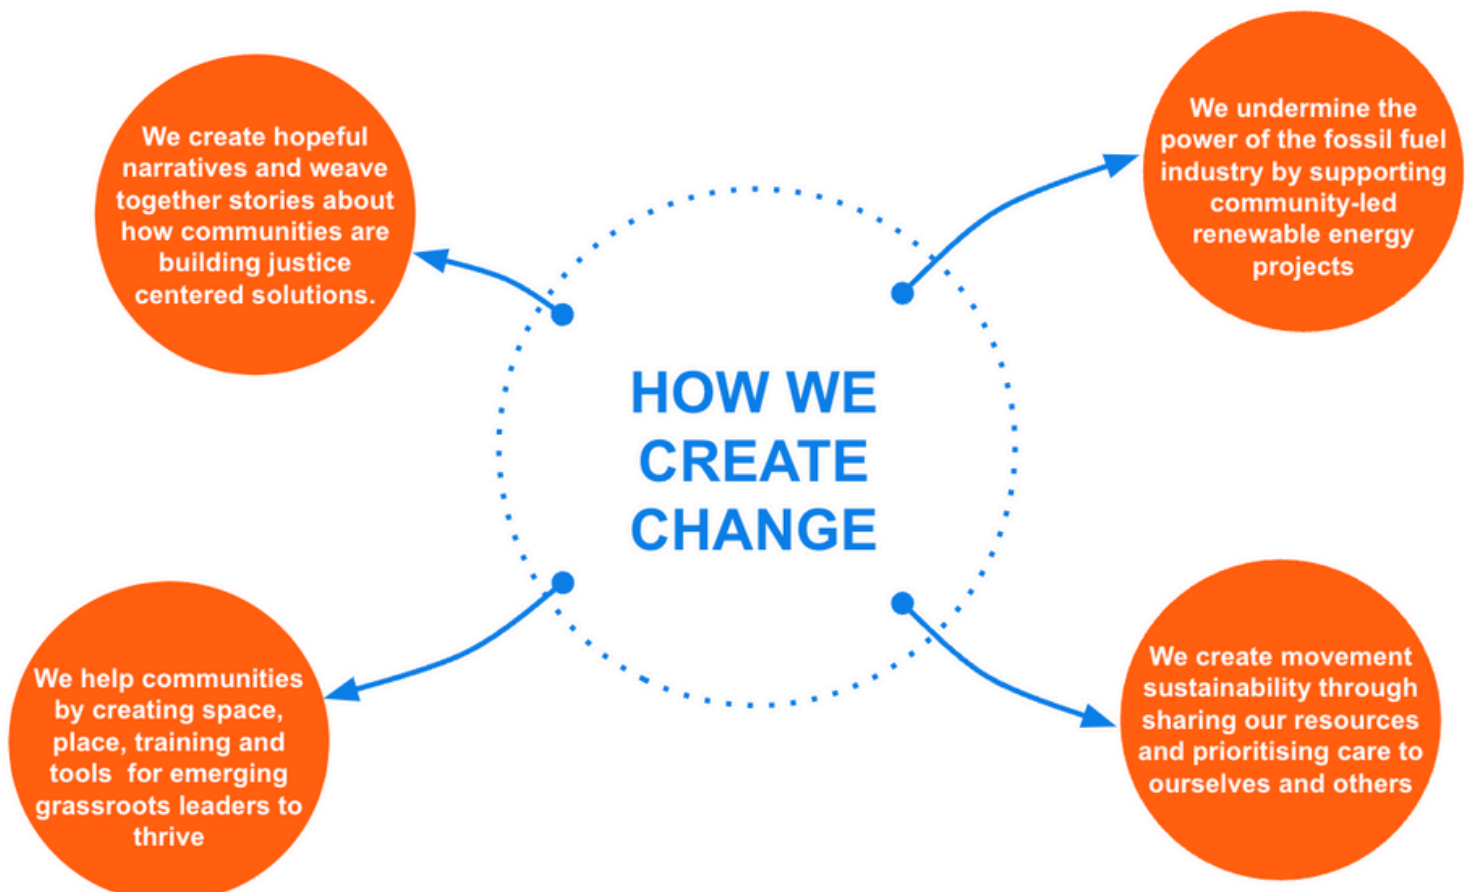 We create hopeful
narratives and weave
together stories about
how communities are
building justice
centered solutions.
We undermine the
power of the fossil fuel
industry by supporting
community-led
renewable energy
projects
HOW WE
CREATE
CHANGE
We help communities
by creating space,
place, training and
tools  for emerging
grassroots leaders to
thrive
We create movement
sustainability through
sharing our resources
and prioritising care to
ourselves and others